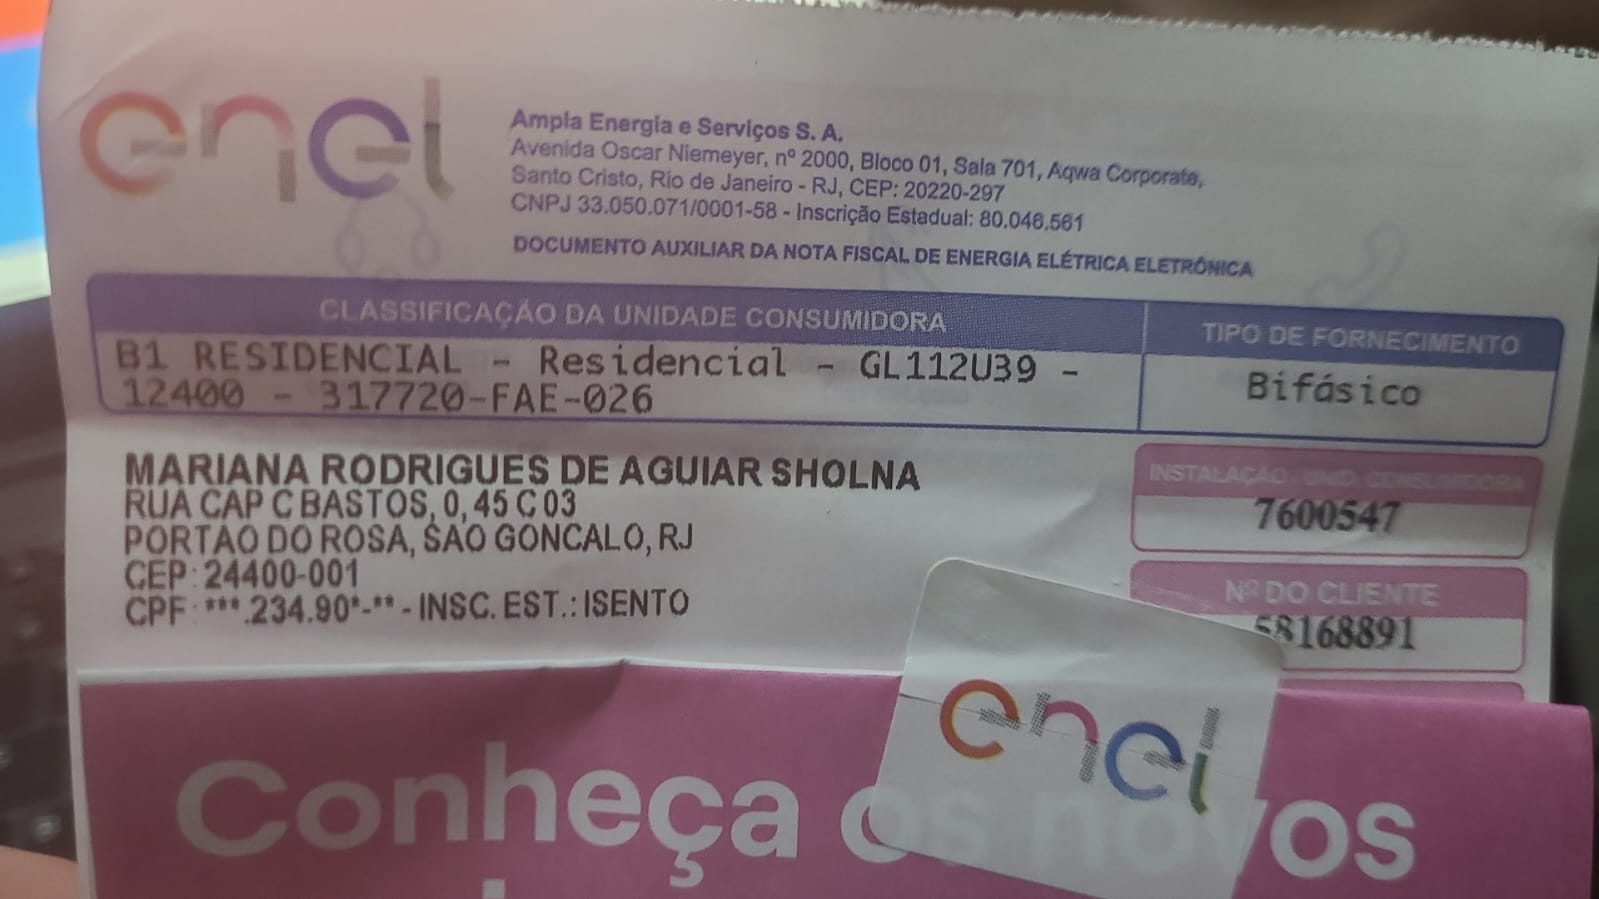 enel
Ampla Energia e Serviços S. A.
Avenida Oscar Niemeyer, nº 2000, Bloco 01, Sala 701, Aqwa Corporate,
Santo Cristo, Rio de Janeiro - RJ, CEP: 20220-297
CNPJ 33.050.071/0001-58 - Inscrição Estadual: 80.046.561
DOCUMENTO AUXILIAR DA NOTA FISCAL DE ENERGIA ELÉTRICA ELETRÔNICA
CLASSIFICAÇÃO DA UNIDADE CONSUMIDORA
B1 RESIDENCIAL - Residencial - GL112U39 -
12400 - 317720-FAE-026
TIPO DE FORNECIMENTO
Bifásico
MARIANA RODRIGUES DE AGUIAR SHOLNA
RUA CAP C BASTOS, 0, 45 C 03
PORTAO DO ROSA, SAO GONCALO, RJ
CEP: 24400-001
CPF: ***.234.90*-** - INSC. EST.: ISENTO
INSTALAÇÃO / UNID. CONSUMIDORA
7600547
Nº DO CLIENTE
58168891
enel
Conheça os novos